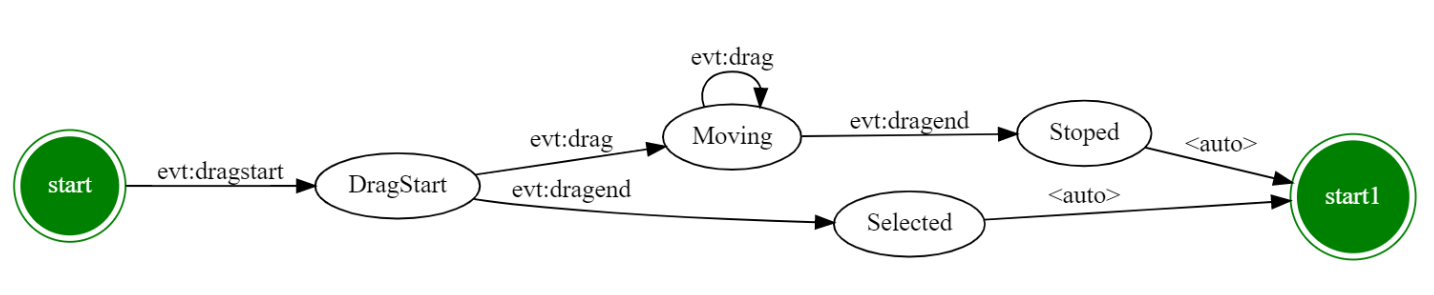 evt:drag
evt:dragend
Stoped
Moving
evt:drag
<auto>
evt:dragstart
start
DragStart
evt:dragend
<auto>
start1
Selected